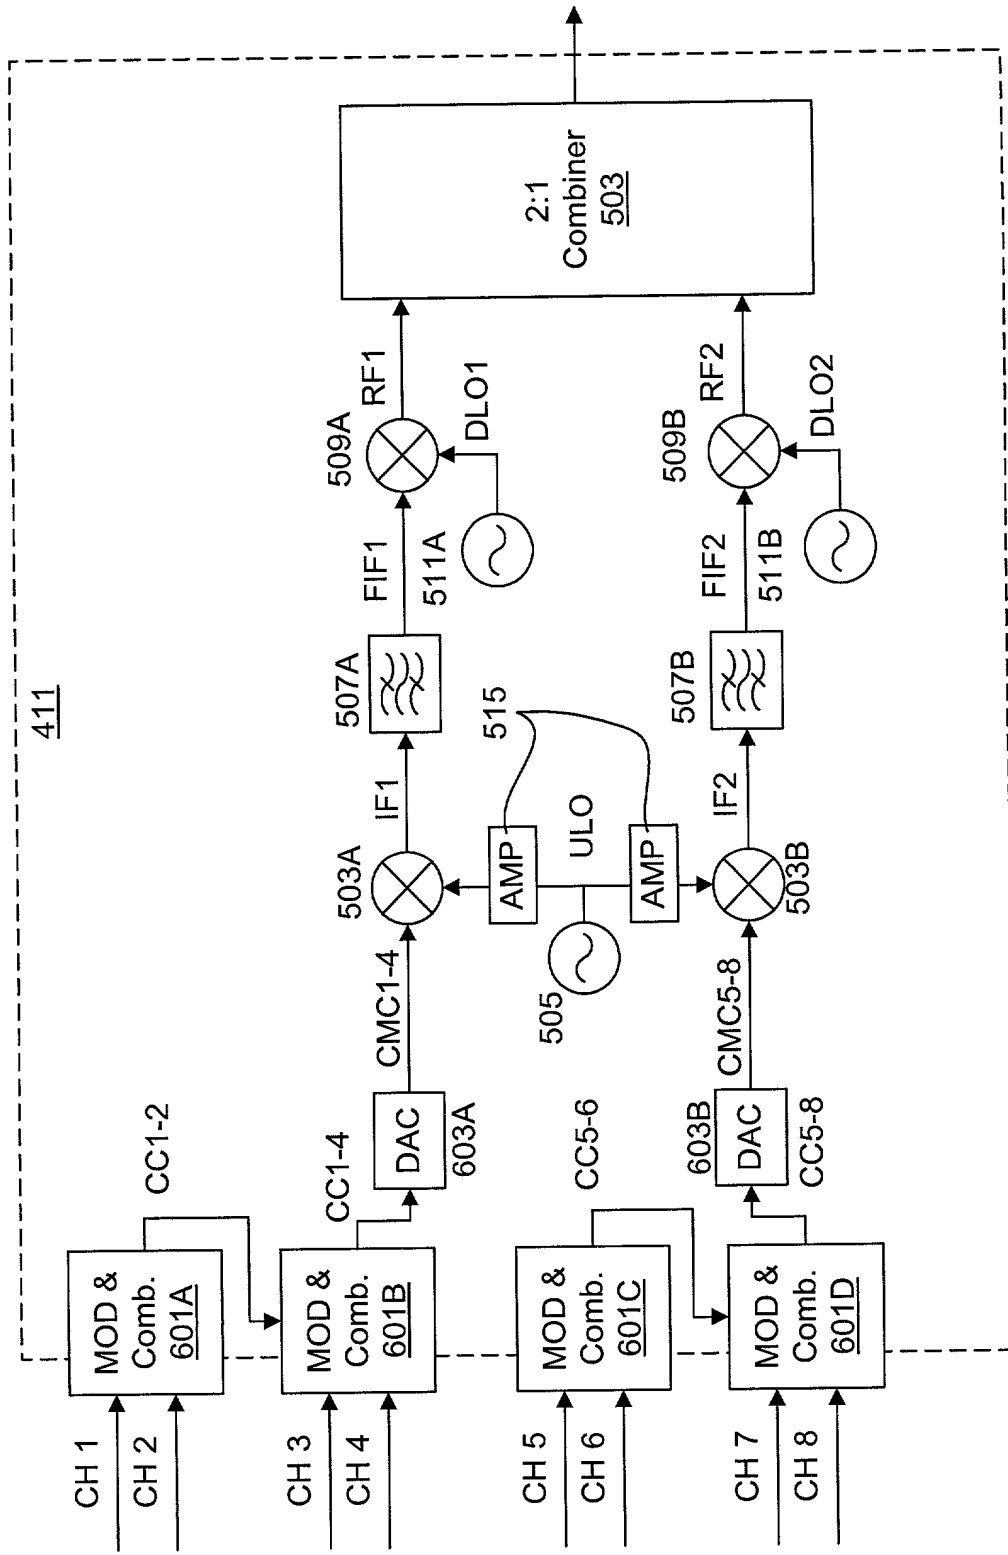 411
CH 1
CH 2
MOD &
Comb.
601A
CC1-2
CH 3
CH 4
MOD &
Comb.
601B
CC1-4
DAC
603A
CMC1-4
503A
IF1
507A
FIF1
509A
RF1
511A
DLO1
2:1
Combiner
503
AMP
515
ULO
505
AMP
CH 5
CH 6
MOD &
Comb.
601C
CC5-6
CH 7
CH 8
MOD &
Comb.
601D
603B
DAC
CC5-8
CMC5-8
503B
IF2
507B
FIF2
509B
RF2
511B
DLO2